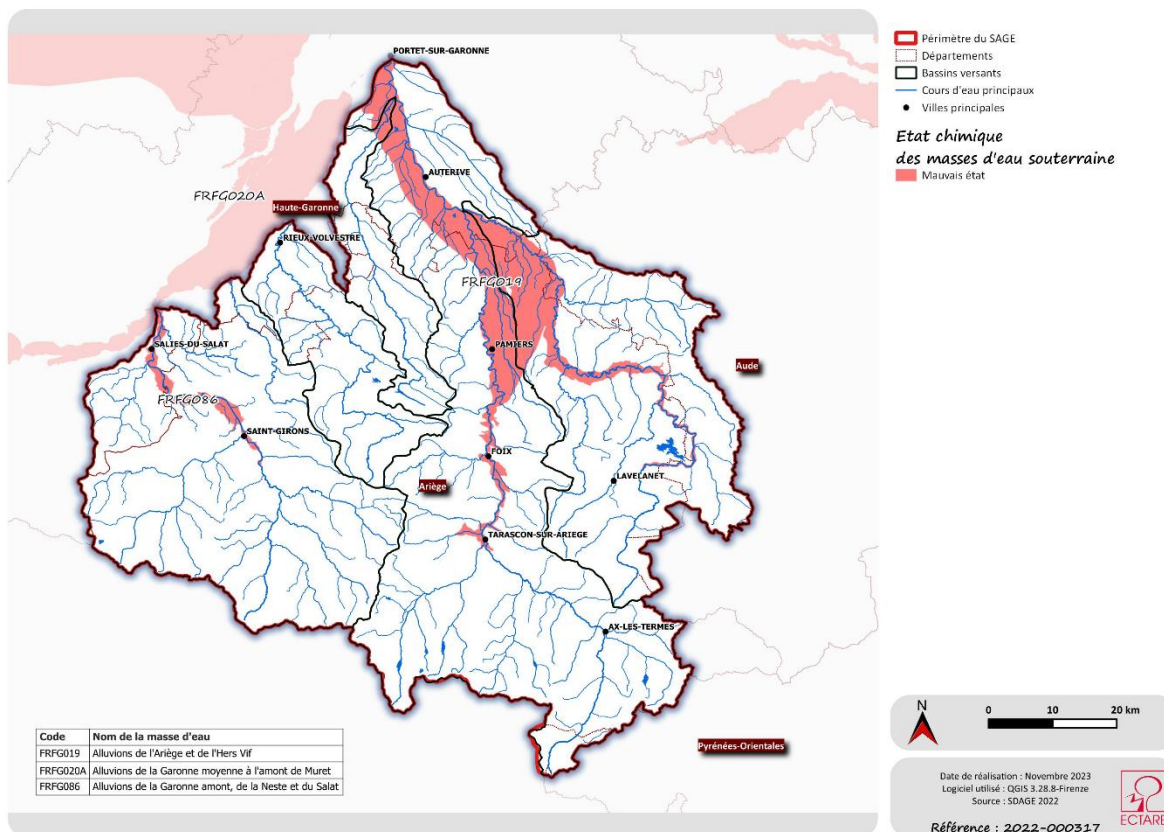 PORTET-SUR-GARONNE
AUTERIVE
FRFG020A
Haute-Garonne
RIEUX-VOLVESTRE
FRFG019
SALIES-DU-SALAT
PAMIERS
Aude
FRFG086
SAINT-GIRONS
FOIX
LAVELANET
Ariège
TARASCON-SUR-ARIEGE
AX-LES-TERMES
Pyrénées-Orientales
Code Nom de la masse d'eau
FRFG019 Alluvions de l'Ariège et de l'Hers Vif
FRFG020A Alluvions de la Garonne moyenne à l'amont de Muret
FRFG086 Alluvions de la Garonne amont, de la Neste et du Salat
Périmètre du SAGE
Départements
Bassins versants
Cours d'eau principaux
Villes principales
Etat chimique
des masses d'eau souterraine
Mauvais état
N
0 10 20 km
Date de réalisation : Novembre 2023
Logiciel utilisé : QGIS 3.28.8-Firenze
Source : SDAGE 2022
Référence : 2022-000317
ECTARE